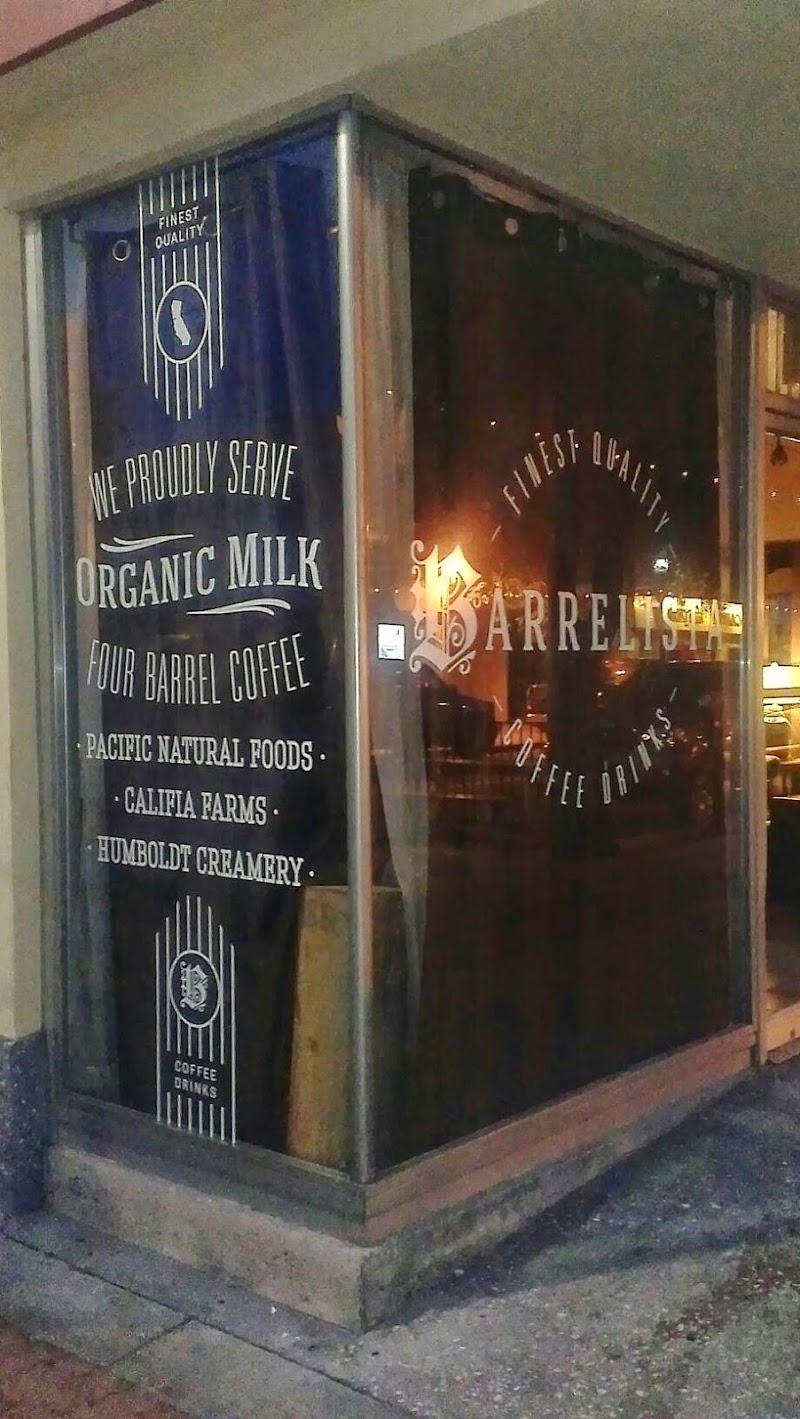 FINEST
QUALITY
WE PROUDLY SERVE
ORGANIC MILK
FOUR BARREL COFFEE
· PACIFIC NATURAL FOODS ·
· CALIFIA FARMS ·
· HUMBOLDT CREAMERY ·
B
COFFEE
DRINKS
– FINEST QUALITY –
BARRELISTA
– COFFEE DRINKS –